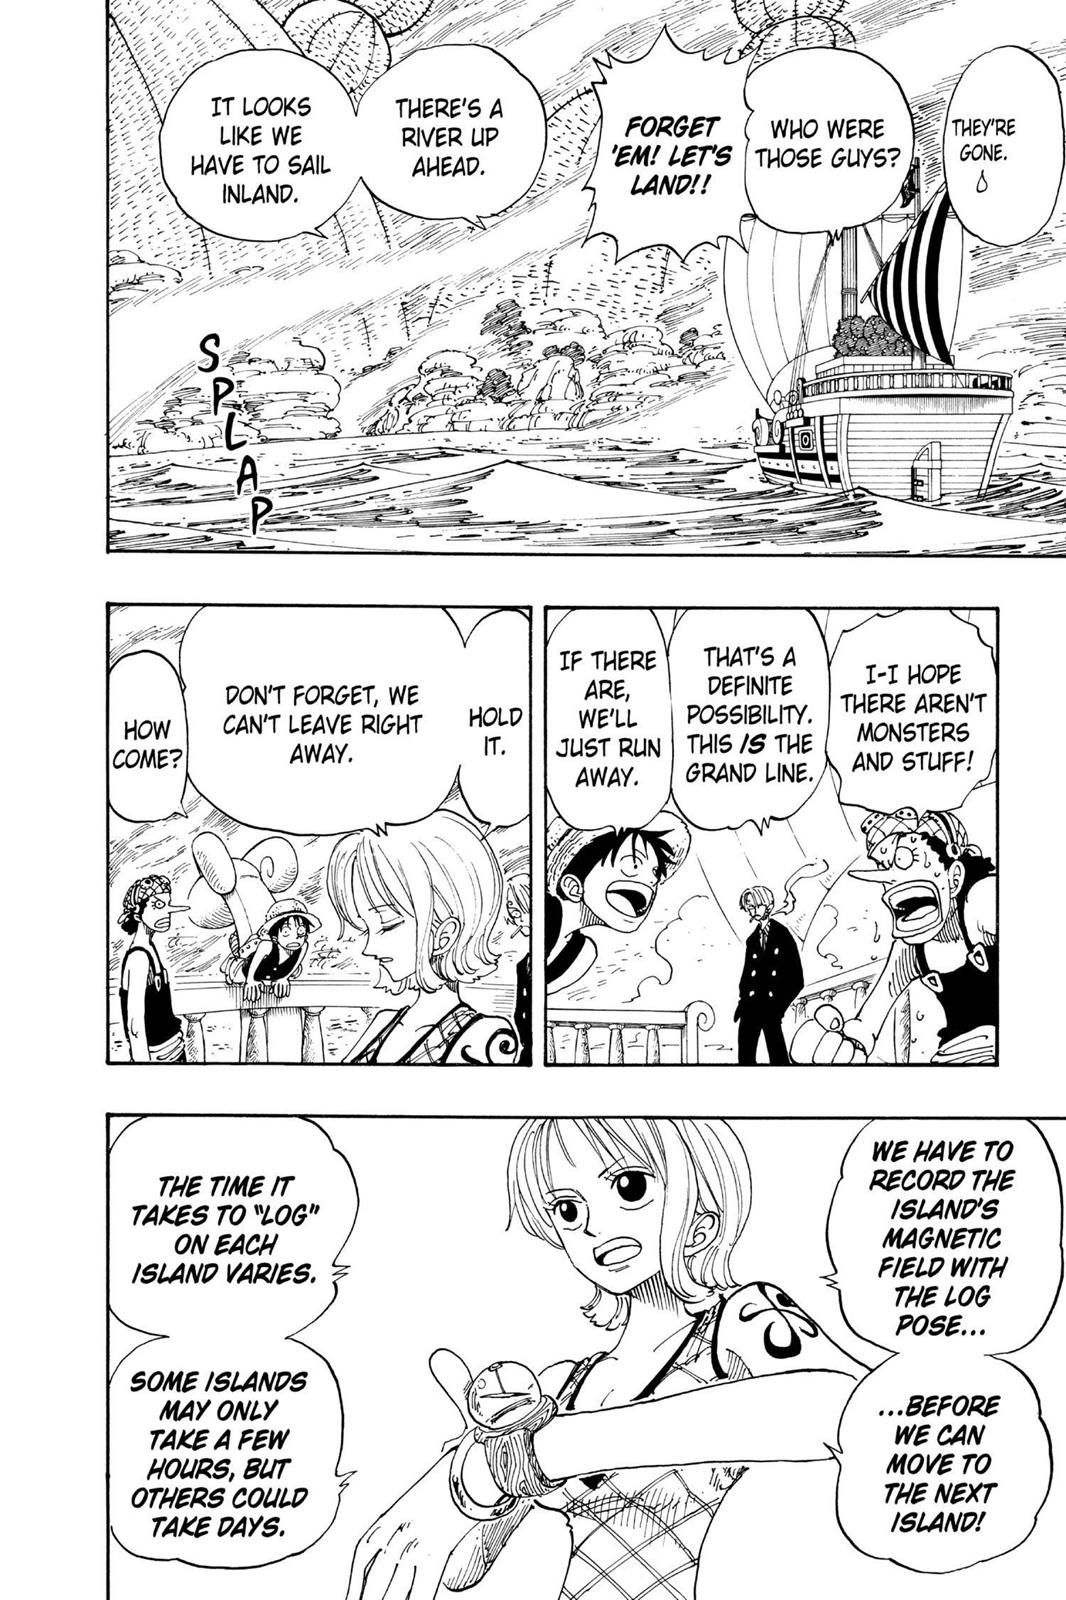 THEY'RE
GONE.
WHO WERE
THOSE GUYS?
FORGET
'EM! LET'S
LAND!!
THERE'S A
RIVER UP
AHEAD.
IT LOOKS
LIKE WE
HAVE TO SAIL
INLAND.
SPLAP
I-I HOPE
THERE AREN'T
MONSTERS
AND STUFF!
THAT'S A
DEFINITE
POSSIBILITY.
THIS IS THE
GRAND LINE.
IF THERE
ARE,
WE'LL
JUST RUN
AWAY.
HOLD
IT.
DON'T FORGET, WE
CAN'T LEAVE RIGHT
AWAY.
HOW
COME?
WE HAVE TO
RECORD THE
ISLAND'S
MAGNETIC
FIELD WITH
THE LOG
POSE...
...BEFORE
WE CAN
MOVE TO
THE NEXT
ISLAND!
THE TIME IT
TAKES TO "LOG"
ON EACH
ISLAND VARIES.
SOME ISLANDS
MAY ONLY
TAKE A FEW
HOURS, BUT
OTHERS COULD
TAKE DAYS.